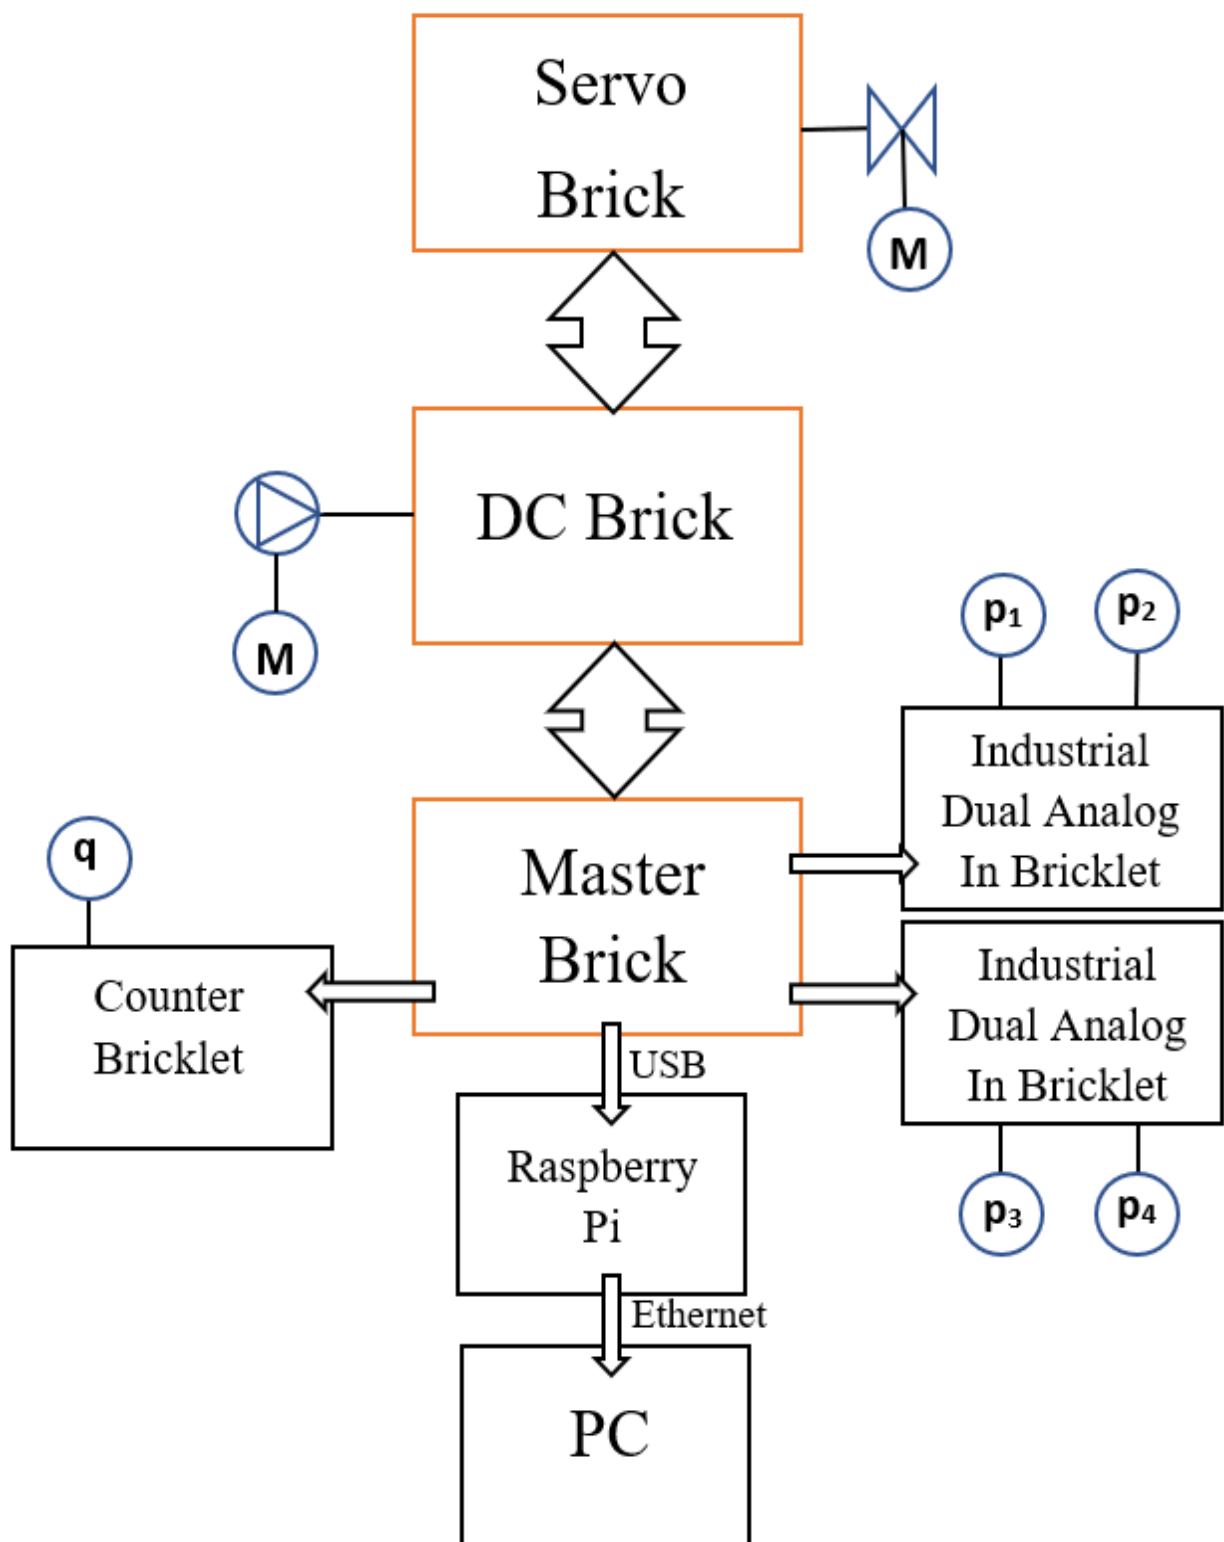 Servo
Brick
M
DC Brick
M
p₁
p₂
Industrial
Dual Analog
In Bricklet
q
Master
Brick
Counter
Bricklet
Industrial
Dual Analog
In Bricklet
USB
Raspberry
Pi
p₃
p₄
Ethernet
PC